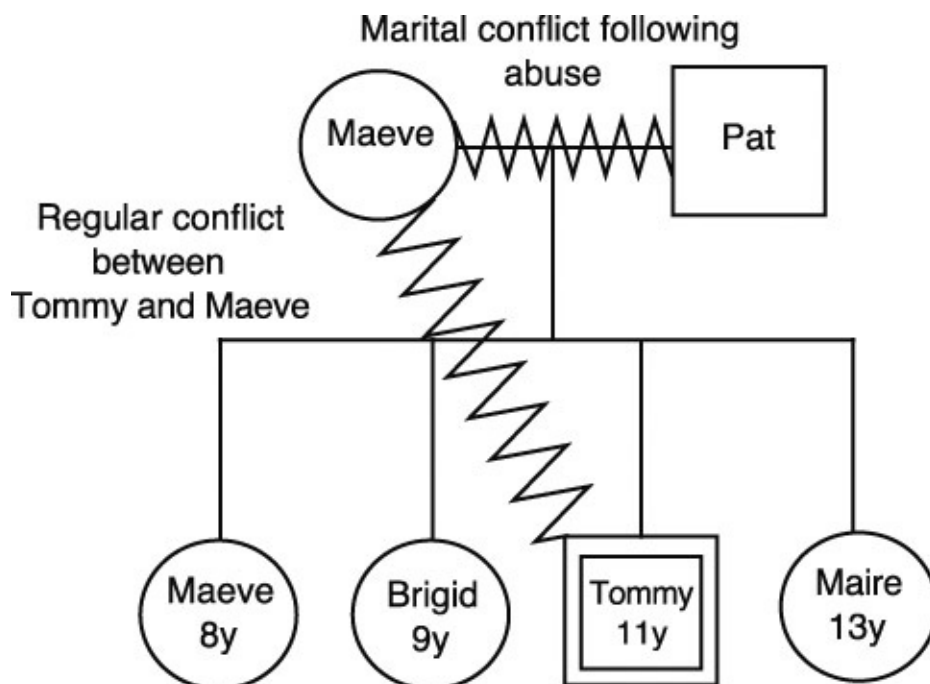 Marital conflict following
abuse
Maeve
Pat
Regular conflict
between
Tommy and Maeve
Maeve
8y
Brigid
9y
Tommy
11y
Maire
13y